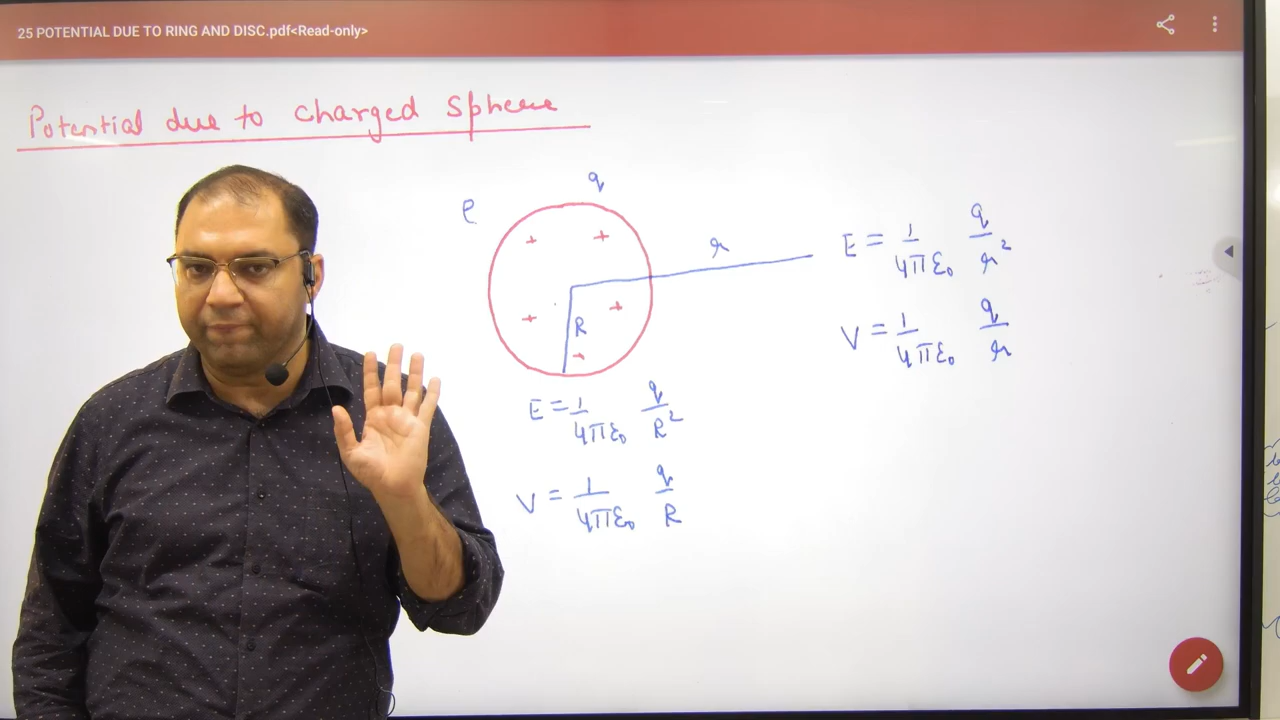 25 POTENTIAL DUE TO RING AND DISC.pdf<Read-only>
Potential due to charged Sphere
q
ρ
+ +
r
+ +
R
+
E = 1/4πε₀ q/r²
V = 1/4πε₀ q/r
E = 1/4πε₀ q/R²
V = 1/4πε₀ q/R